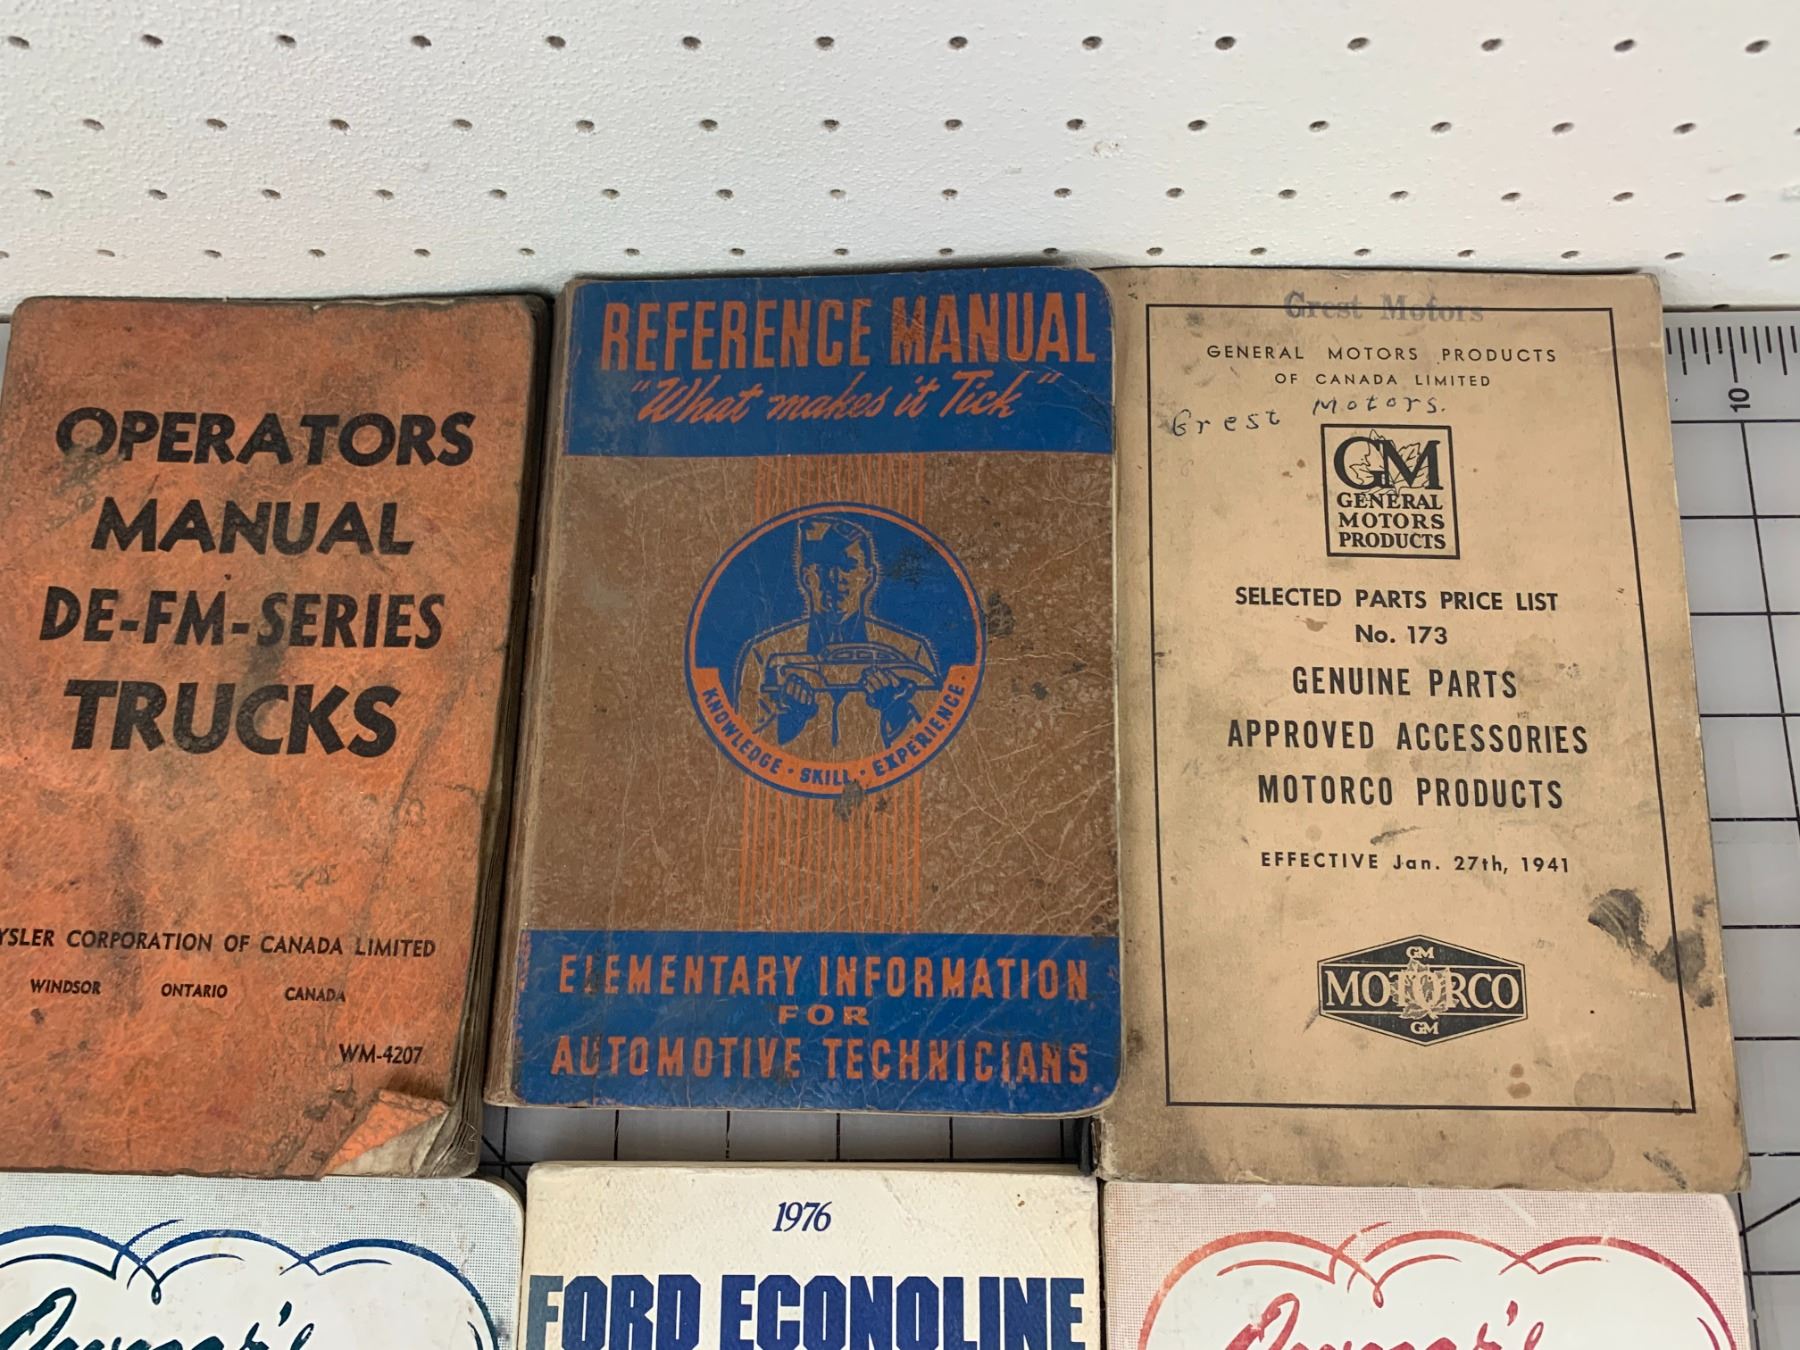 OPERATORS
MANUAL
DE-FM-SERIES
TRUCKS
YSLER CORPORATION OF CANADA LIMITED
WINDSOR ONTARIO CANADA
WM-4207
REFERENCE MANUAL
"What makes it Tick"
KNOWLEDGE · SKILL · EXPERIENCE ·
ELEMENTARY INFORMATION
FOR
AUTOMOTIVE TECHNICIANS
Grest Motors
GENERAL MOTORS PRODUCTS
OF CANADA LIMITED
Grest Motors.
GM
GENERAL
MOTORS
PRODUCTS
SELECTED PARTS PRICE LIST
No. 173
GENUINE PARTS
APPROVED ACCESSORIES
MOTORCO PRODUCTS
EFFECTIVE Jan. 27th, 1941
GM
MOTORCO
GM
10
Owner's
1976
FORD ECONOLINE
Owner's